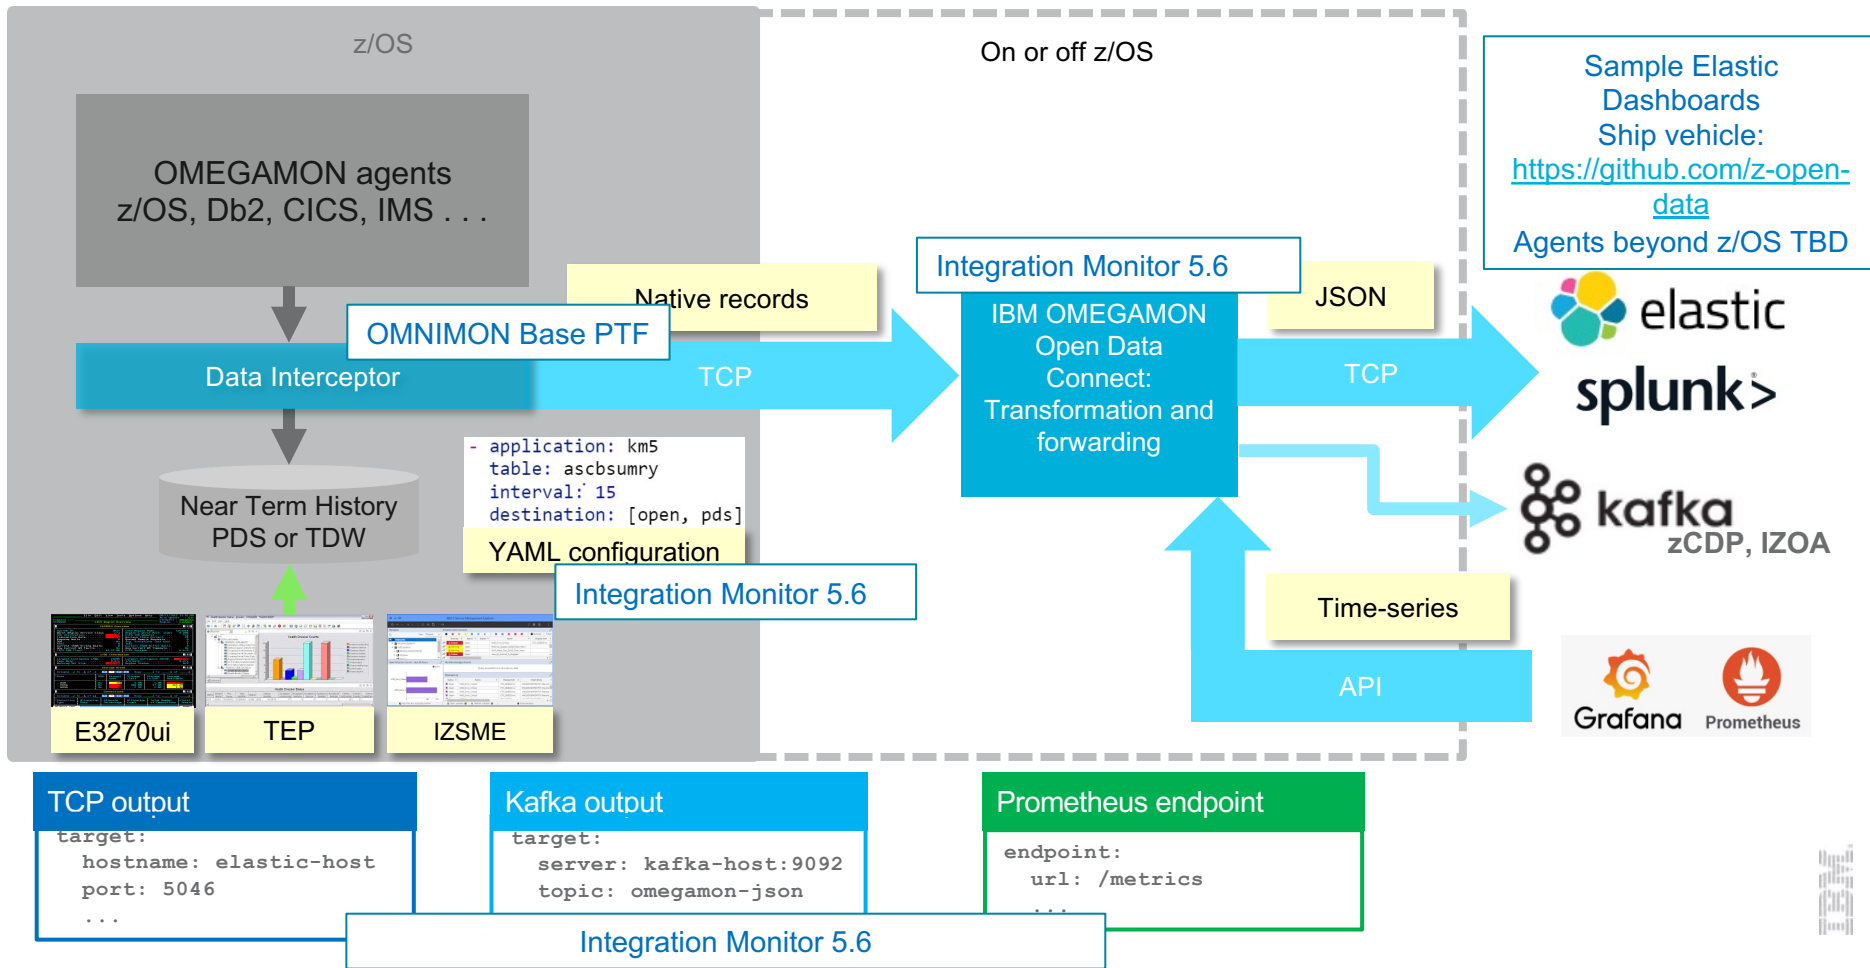 z/OS
On or off z/OS
OMEGAMON agents
z/OS, Db2, CICS, IMS . . .
Sample Elastic
Dashboards
Ship vehicle:
https://github.com/z-open-
data
Agents beyond z/OS TBD
Integration Monitor 5.6
Native records
JSON
OMNIMON Base PTF
IBM OMEGAMON
Open Data
Connect:
Transformation and
forwarding
Data Interceptor
TCP
TCP
elastic
splunk>
- application: km5
table: ascbsumry
interval: 15
destination: [open, pds]
YAML configuration
Integration Monitor 5.6
Near Term History
PDS or TDW
kafka
zCDP, IZOA
Time-series
API
Grafana
Prometheus
E3270ui
TEP
IZSME
TCP output
target:
hostname: elastic-host
port: 5046
...
Kafka output
target:
server: kafka-host:9092
topic: omegamon-json
Prometheus endpoint
endpoint:
url: /metrics
...
Integration Monitor 5.6
IBM